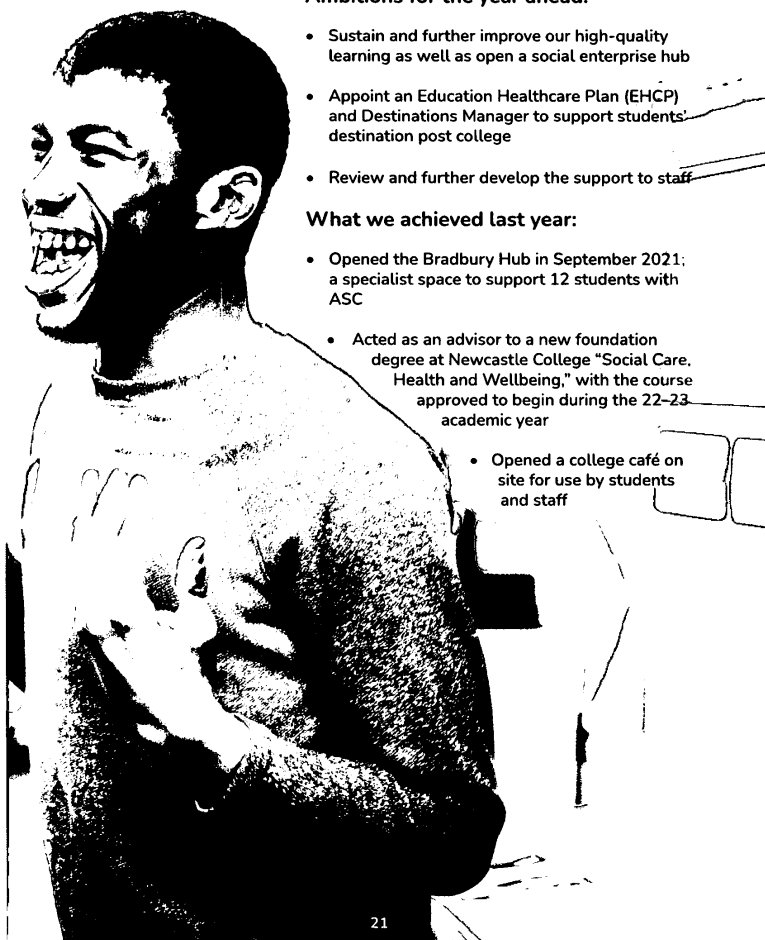 Ambitions for the year ahead:
• Sustain and further improve our high-quality
learning as well as open a social enterprise hub
• Appoint an Education Healthcare Plan (EHCP)
and Destinations Manager to support students'
destination post college
• Review and further develop the support to staff
What we achieved last year:
• Opened the Bradbury Hub in September 2021;
a specialist space to support 12 students with
ASC
• Acted as an advisor to a new foundation
degree at Newcastle College “Social Care,
Health and Wellbeing,” with the course
approved to begin during the 22–23
academic year
• Opened a college café on
site for use by students
and staff
21